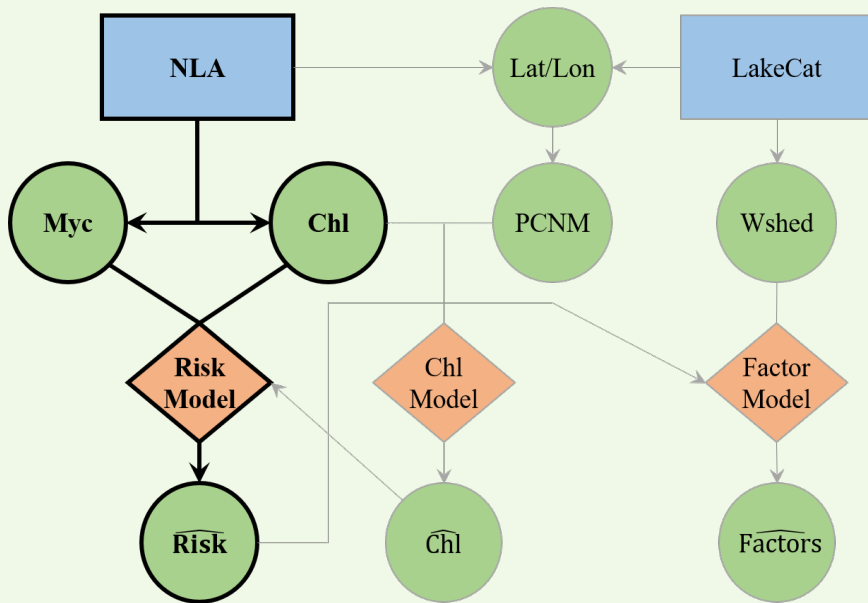 NLA
Lat/Lon
LakeCat
Myc
Chl
PCNM
Wshed
Risk
Model
Chl
Model
Factor
Model
R̂isk
Ĉhl
F̂actors